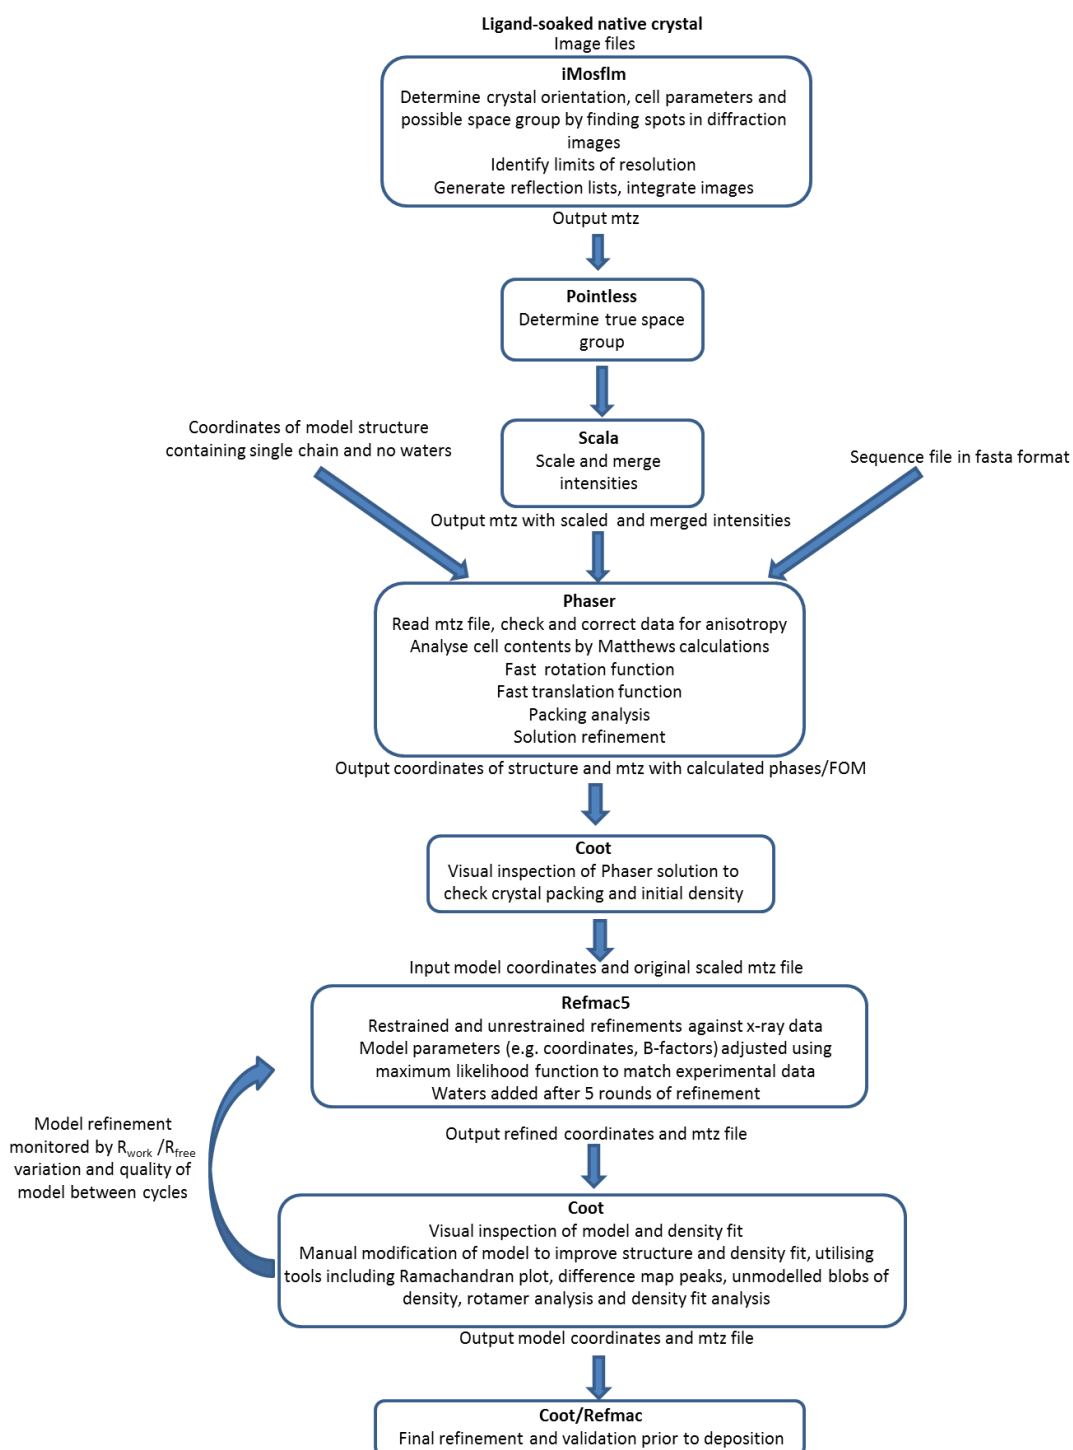 Ligand-soaked native crystal
Image files
iMosflm
Determine crystal orientation, cell parameters and
possible space group by finding spots in diffraction
images
Identify limits of resolution
Generate reflection lists, integrate images
Output mtz
Pointless
Determine true space
group
Coordinates of model structure
containing single chain and no waters
Scala
Scale and merge
intensities
Sequence file in fasta format
Output mtz with scaled and merged intensities
Phaser
Read mtz file, check and correct data for anisotropy
Analyse cell contents by Matthews calculations
Fast rotation function
Fast translation function
Packing analysis
Solution refinement
Output coordinates of structure and mtz with calculated phases/FOM
Coot
Visual inspection of Phaser solution to
check crystal packing and initial density
Input model coordinates and original scaled mtz file
Refmac5
Restrained and unrestrained refinements against x-ray data
Model parameters (e.g. coordinates, B-factors) adjusted using
maximum likelihood function to match experimental data
Waters added after 5 rounds of refinement
Model refinement
monitored by Rwork /Rfree
variation and quality of
model between cycles
Output refined coordinates and mtz file
Coot
Visual inspection of model and density fit
Manual modification of model to improve structure and density fit, utilising
tools including Ramachandran plot, difference map peaks, unmodelled blobs of
density, rotamer analysis and density fit analysis
Output model coordinates and mtz file
Coot/Refmac
Final refinement and validation prior to deposition